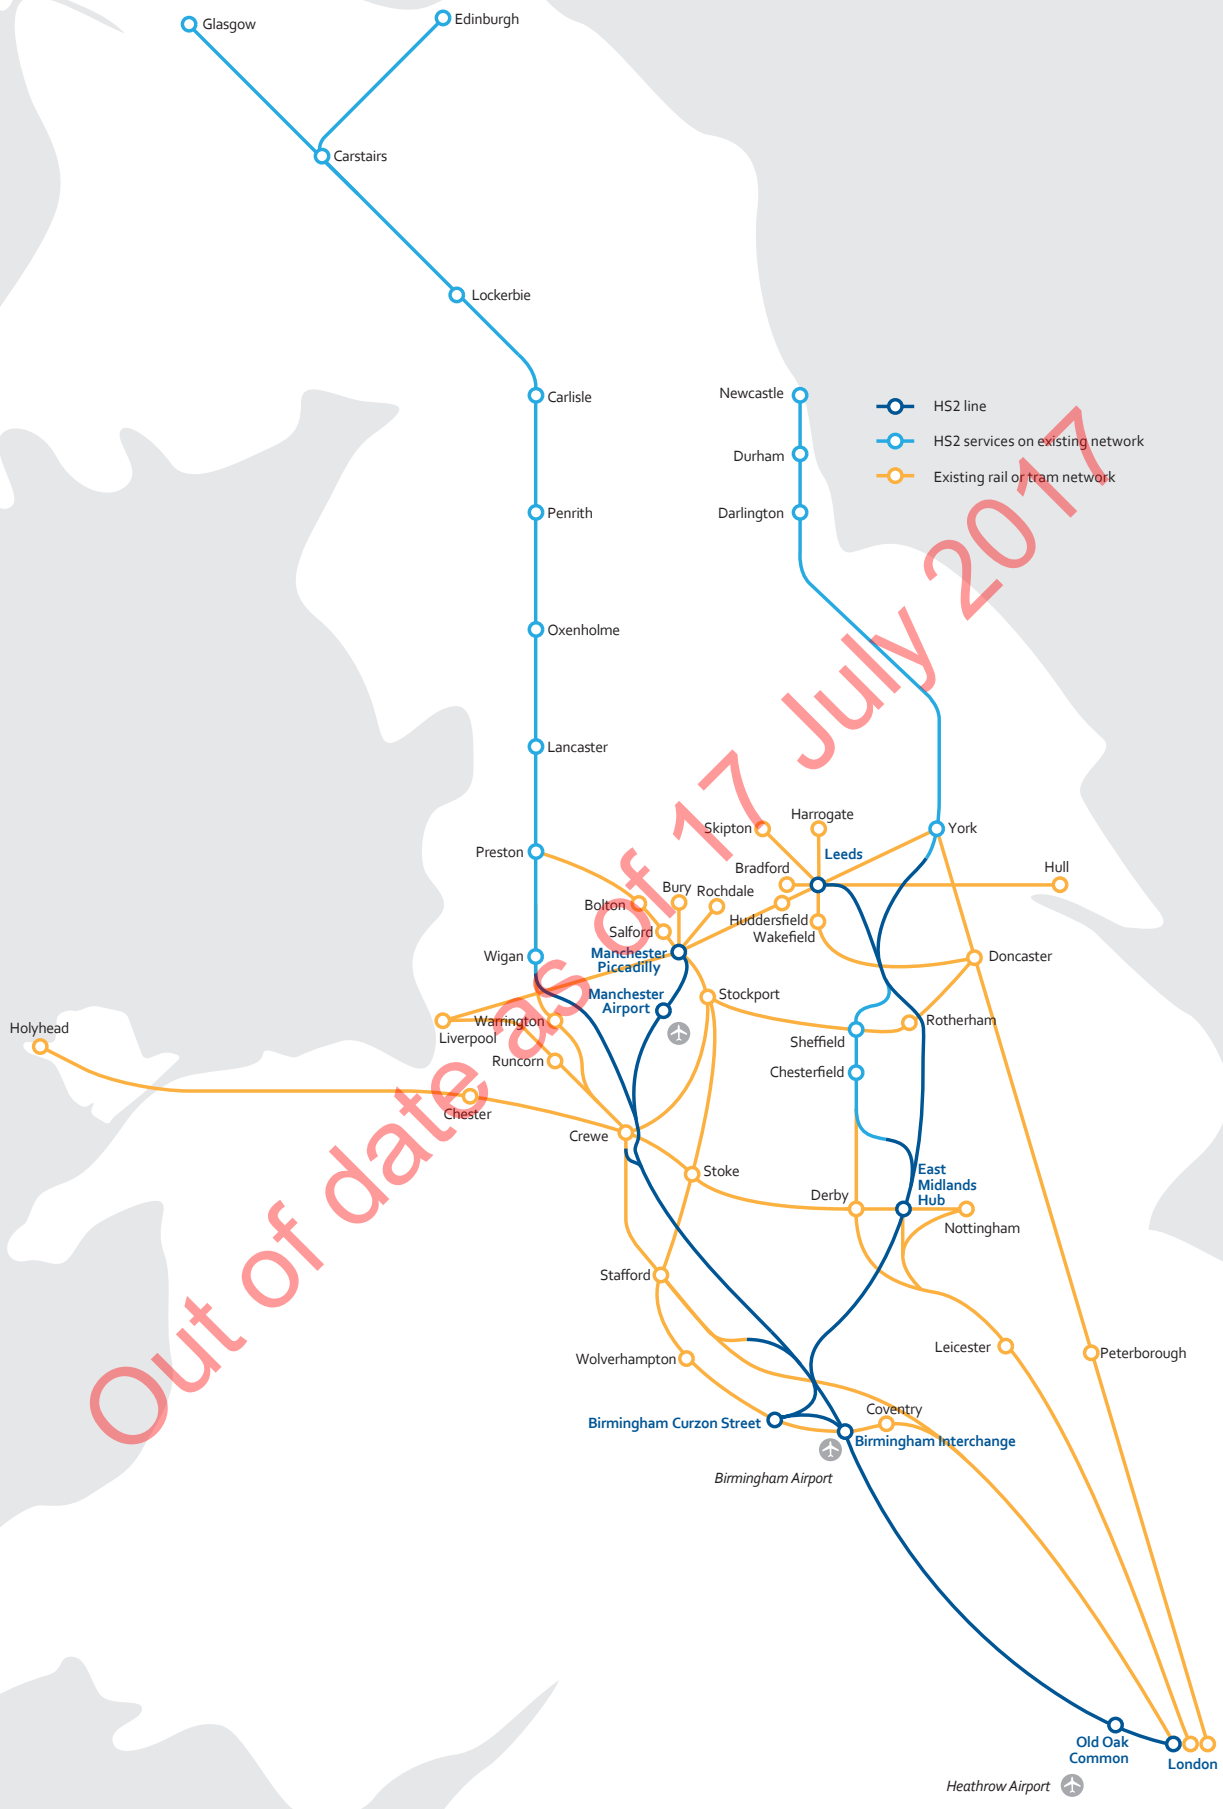 Glasgow
Edinburgh
Carstairs
Lockerbie
Carlisle
Newcastle
HS2 line
HS2 services on existing network
Durham
Existing rail or tram network
Penrith
Darlington
Oxenholme
Lancaster
Skipton
Harrogate
York
Preston
Leeds
Bradford
Hull
Bury
Rochdale
Bolton
Huddersfield
Salford
Wakefield
Wigan
Manchester
Piccadilly
Doncaster
Manchester
Airport
Stockport
Holyhead
Warrington
Rotherham
Liverpool
Sheffield
Runcorn
Chesterfield
Chester
Crewe
Stoke
East
Midlands
Hub
Derby
Nottingham
Stafford
Leicester
Peterborough
Wolverhampton
Coventry
Birmingham Curzon Street
Birmingham Interchange
Birmingham Airport
Old Oak
Common
London
Heathrow Airport
Out of date as of 17 July 2017